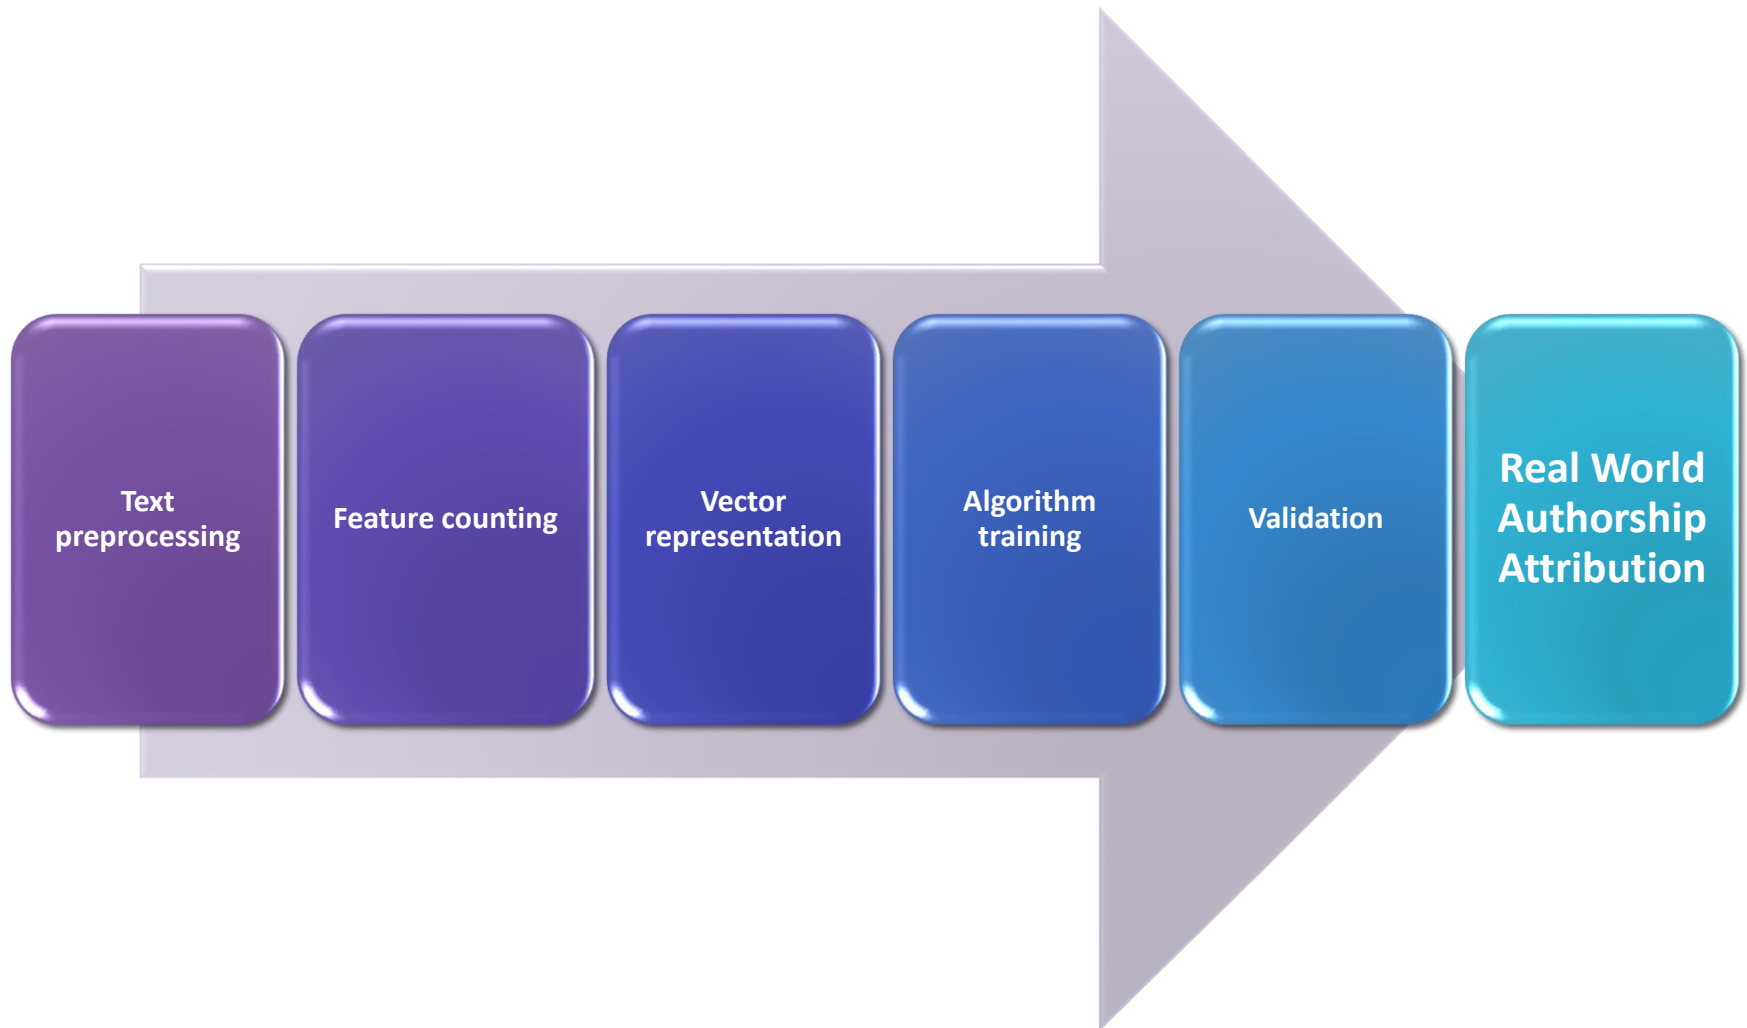 Text
preprocessing
Feature counting
Vector
representation
Algorithm
training
Validation
Real World
Authorship
Attribution